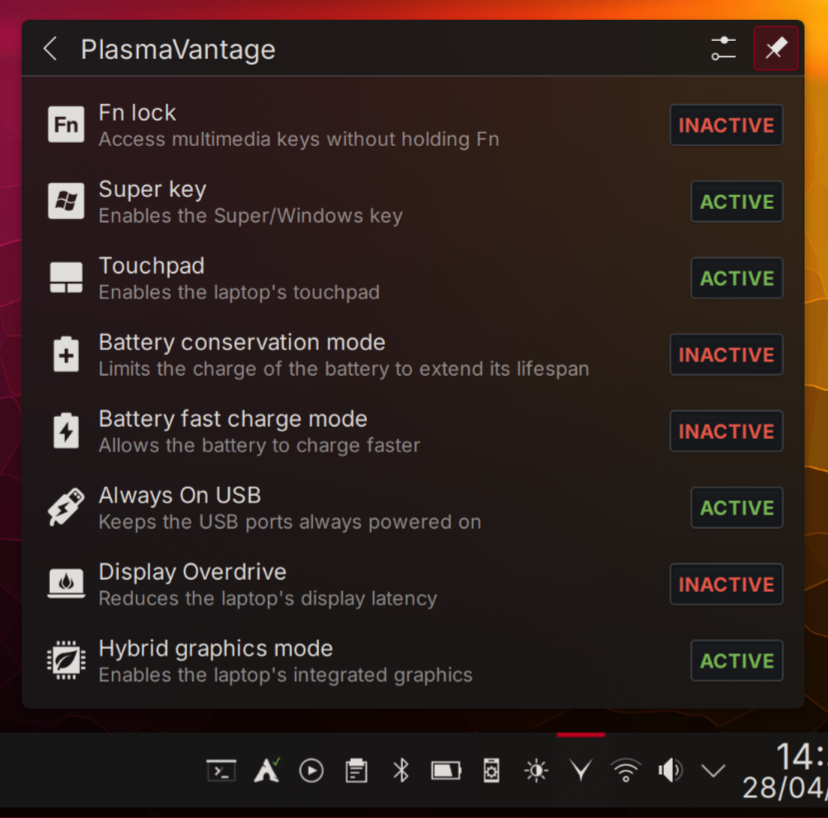 PlasmaVantage
Fn
Fn lock
Access multimedia keys without holding Fn
INACTIVE
Super key
Enables the Super/Windows key
ACTIVE
Touchpad
Enables the laptop's touchpad
ACTIVE
Battery conservation mode
Limits the charge of the battery to extend its lifespan
INACTIVE
Battery fast charge mode
Allows the battery to charge faster
INACTIVE
Always On USB
Keeps the USB ports always powered on
ACTIVE
Display Overdrive
Reduces the laptop's display latency
INACTIVE
Hybrid graphics mode
Enables the laptop's integrated graphics
ACTIVE
14:
28/04/